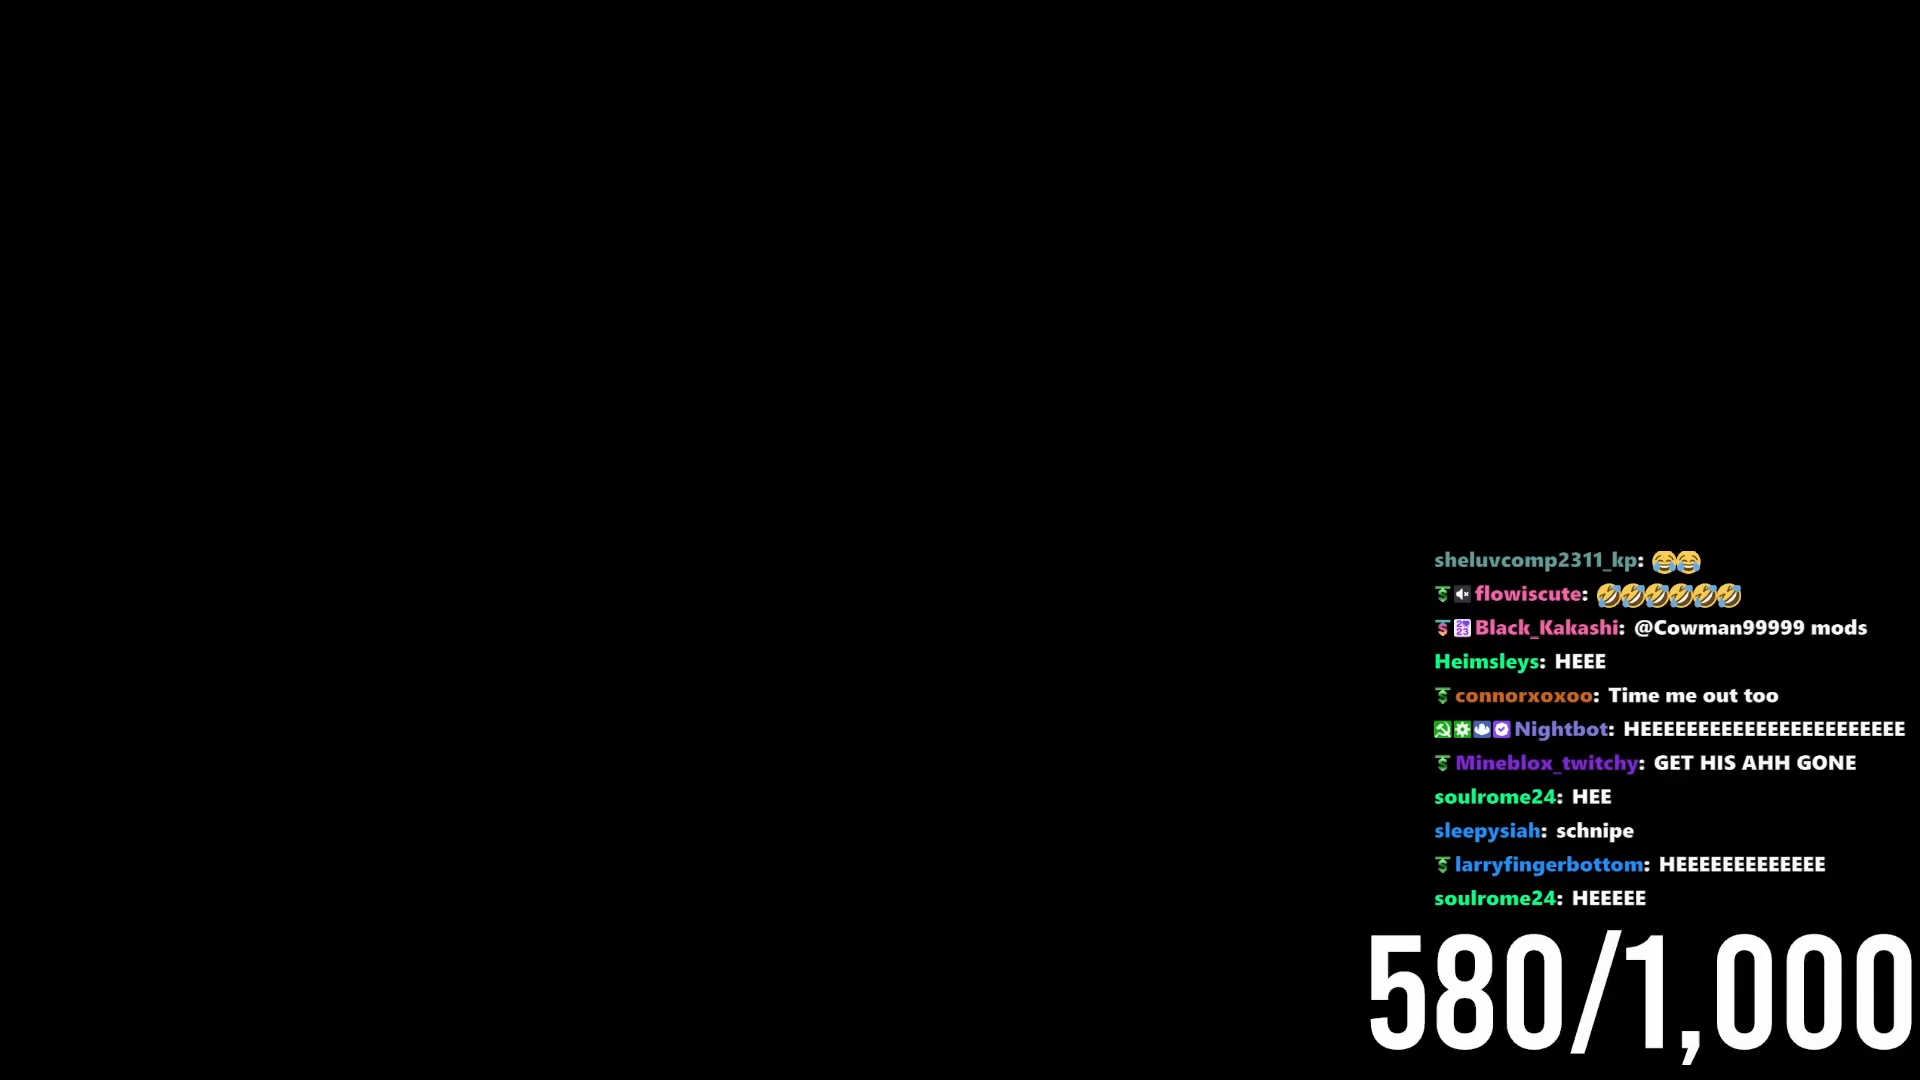 sheluvcomp2311_kp: 😂😂
flowiscute: 🤣🤣🤣🤣🤣🤣
Black_Kakashi: @Cowman99999 mods
Heimsleys: HEEE
connorxoxoo: Time me out too
Nightbot: HEEEEEEEEEEEEEEEEEEEEEEE
Mineblox_twitchy: GET HIS AHH GONE
soulrome24: HEE
sleepysiah: schnipe
larryfingerbottom: HEEEEEEEEEEEEE
soulrome24: HEEEEE
580/1,000